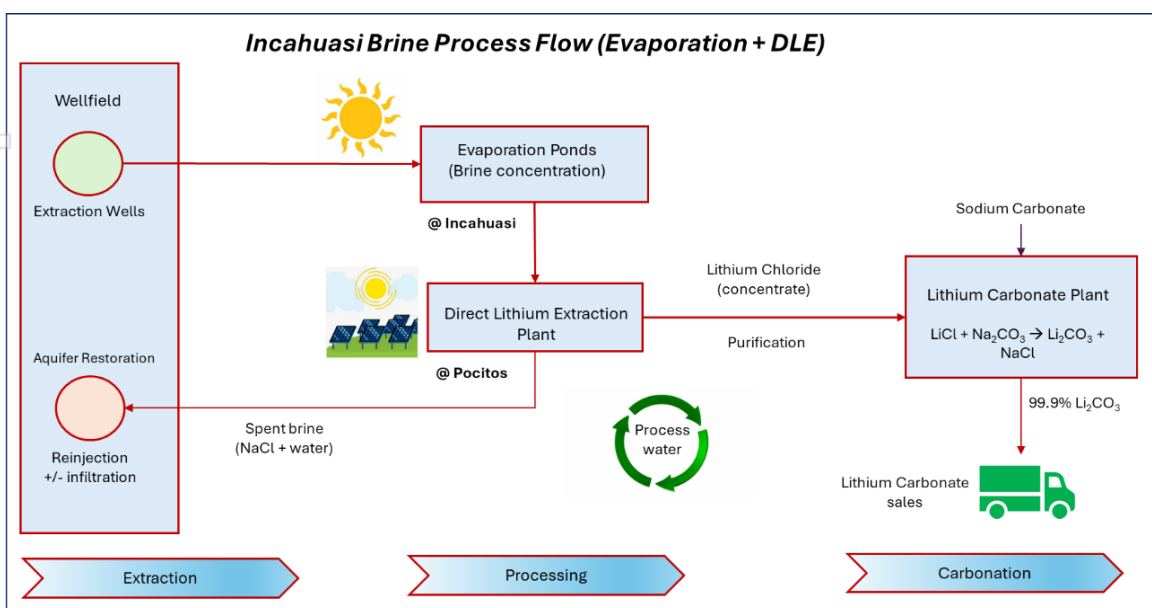 Incahuasi Brine Process Flow (Evaporation + DLE)
Wellfield
Extraction Wells
Evaporation Ponds
(Brine concentration)
@ Incahuasi
Direct Lithium Extraction
Plant
@ Pocitos
Lithium Chloride
(concentrate)
Purification
Sodium Carbonate
Lithium Carbonate Plant
LiCl + Na₂CO₃ → Li₂CO₃ +
NaCl
99.9% Li₂CO₃
Lithium Carbonate
sales
Aquifer Restoration
Reinjection
+/- infiltration
Spent brine
(NaCl + water)
Process
water
Extraction
Processing
Carbonation